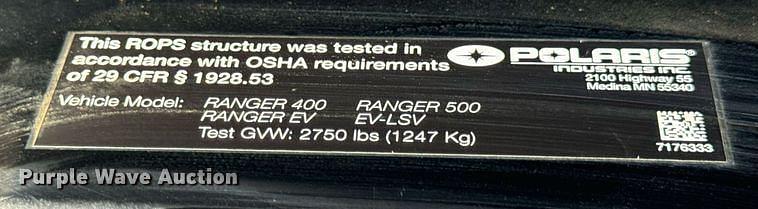 This ROPS structure was tested in
accordance with OSHA requirements
of 29 CFR § 1928.53
POLARIS®
INDUSTRIES INC
2100 Highway 55
Medina MN 55340
Vehicle Model: RANGER 400 RANGER 500
RANGER EV EV-LSV
Test GVW: 2750 lbs (1247 Kg)
7176333
Purple Wave Auction